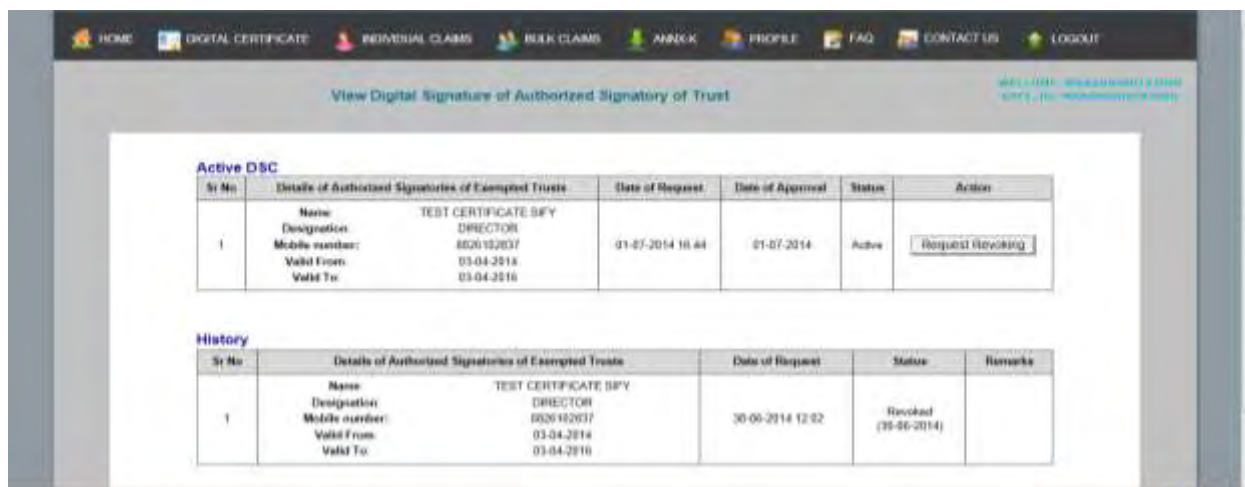 HOME DIGITAL CERTIFICATE INDIVIDUAL CLAIMS BULK CLAIMS ANNX-K PROFILE FAQ CONTACT US LOGOUT
View Digital Signature of Authorized Signatory of Trust
Active DSC
Sr No Details of Authorized Signatories of Exempted Trusts Date of Request Date of Approval Status Action
Name TEST CERTIFICATE SIFY
Designation DIRECTOR
1 Mobile number: 01-07-2014 16:44 01-07-2014 Active Request Revoking
Valid From: 03-04-2014
Valid To: 03-04-2016
History
Sr No Details of Authorized Signatories of Exempted Trusts Date of Request Status Remarks
Name TEST CERTIFICATE SIFY
Designation DIRECTOR
1 Mobile number: 30-06-2014 12:02 Revoked
(30-06-2014)
Valid From: 03-04-2014
Valid To: 03-04-2016